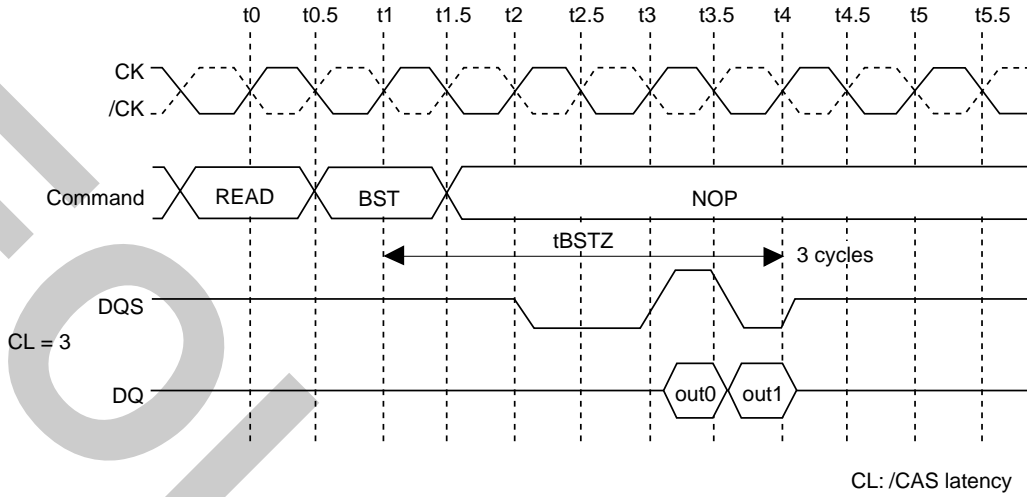 t0 t0.5 t1 t1.5 t2 t2.5 t3 t3.5 t4 t4.5 t5 t5.5
CK
/CK
Command READ BST NOP
tBSTZ 3 cycles
DQS
CL = 3
DQ out0 out1
CL: /CAS latency